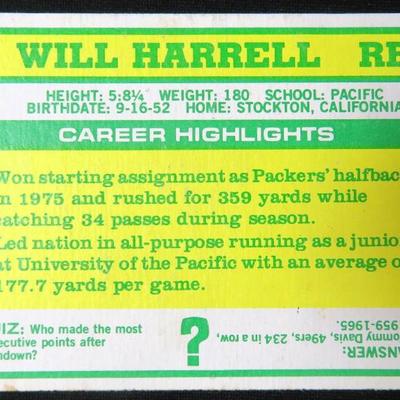 WILL HARRELL RB
HEIGHT: 5:8¼ WEIGHT: 180 SCHOOL: PACIFIC
BIRTHDATE: 9-16-52 HOME: STOCKTON, CALIFORNIA
CAREER HIGHLIGHTS
Won starting assignment as Packers' halfback
in 1975 and rushed for 359 yards while
catching 34 passes during season.
Led nation in all-purpose running as a junior
at University of the Pacific with an average of
177.7 yards per game.
QUIZ: Who made the most
consecutive points after
touchdown?
?
ANSWER:
Tommy Davis, 49ers, 234 in a row,
1959-1965.